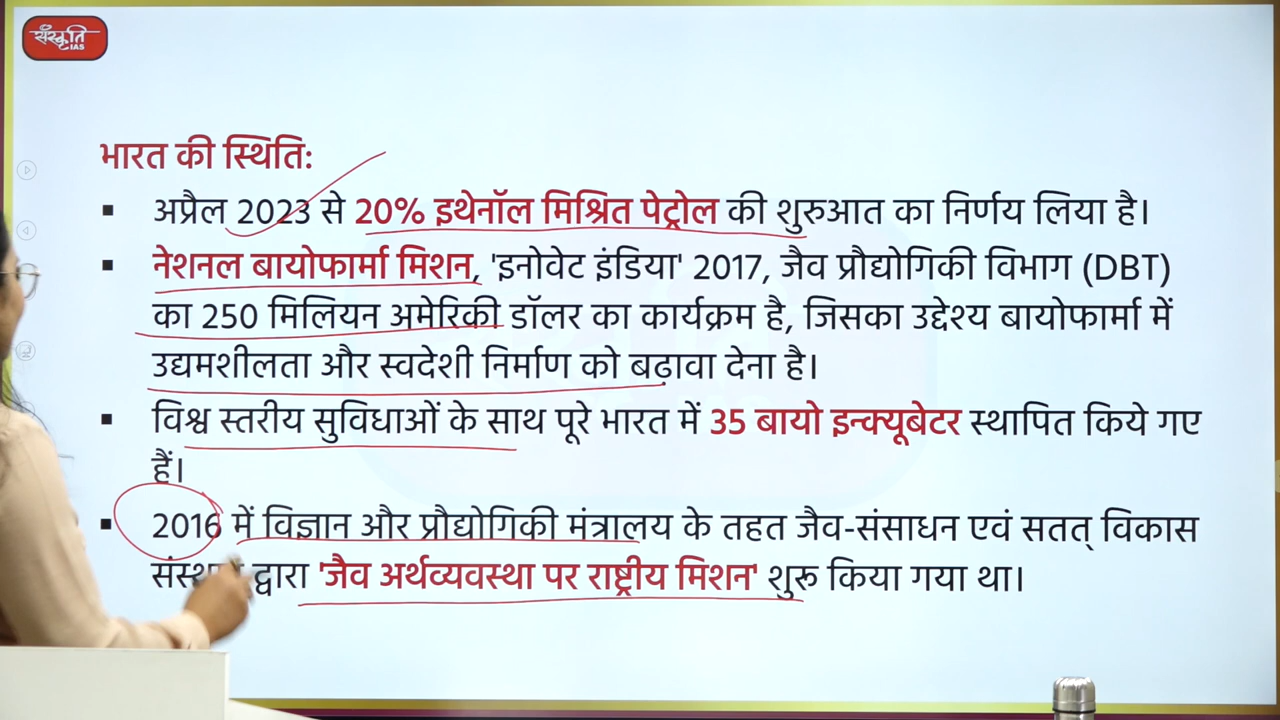 संस्कृति
IAS
भारत की स्थिति:
▪ अप्रैल 2023 से 20% इथेनॉल मिश्रित पेट्रोल की शुरुआत का निर्णय लिया है।
▪ नेशनल बायोफार्मा मिशन, 'इनोवेट इंडिया' 2017, जैव प्रौद्योगिकी विभाग (DBT)
का 250 मिलियन अमेरिकी डॉलर का कार्यक्रम है, जिसका उद्देश्य बायोफार्मा में
उद्यमशीलता और स्वदेशी निर्माण को बढ़ावा देना है।
▪ विश्व स्तरीय सुविधाओं के साथ पूरे भारत में 35 बायो इन्क्यूबेटर स्थापित किये गए
हैं।
▪ 2016 में विज्ञान और प्रौद्योगिकी मंत्रालय के तहत जैव-संसाधन एवं सतत् विकास
द्वारा 'जैव अर्थव्यवस्था पर राष्ट्रीय मिशन' शुरू किया गया था।